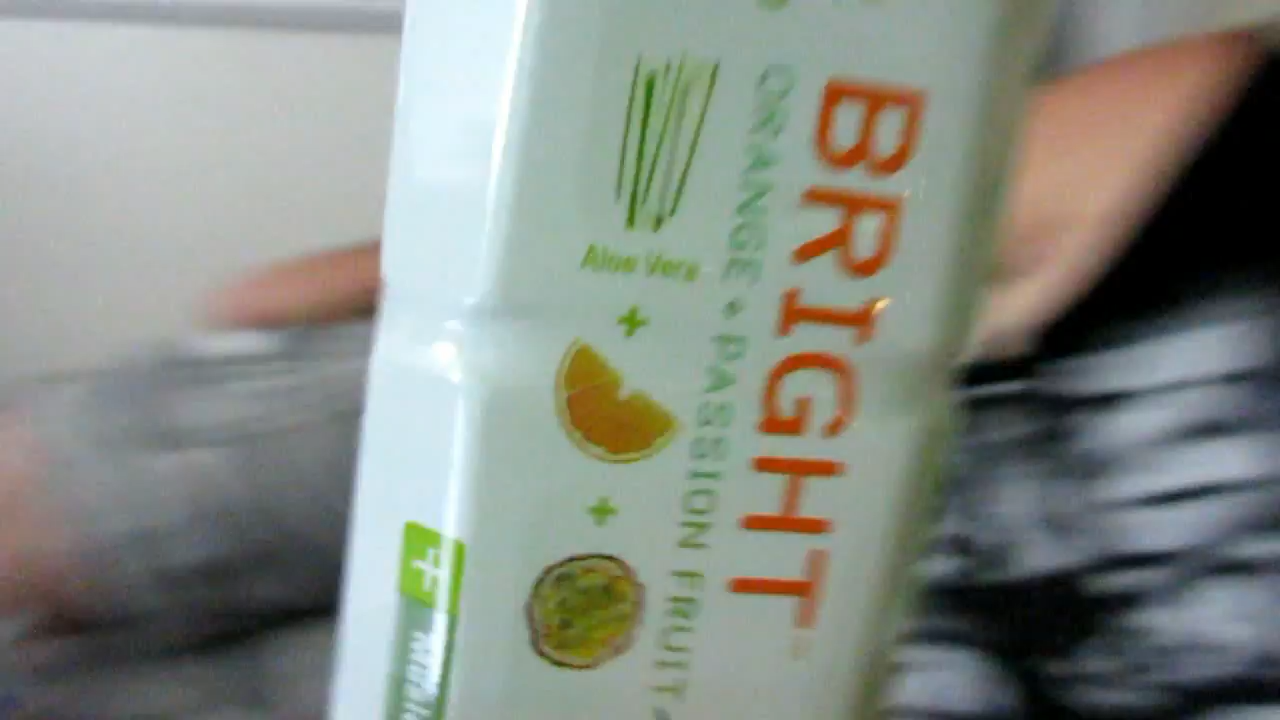 BRIGHT
ORANGE + PASSION FRUIT
Aloe Vera
+
+
+